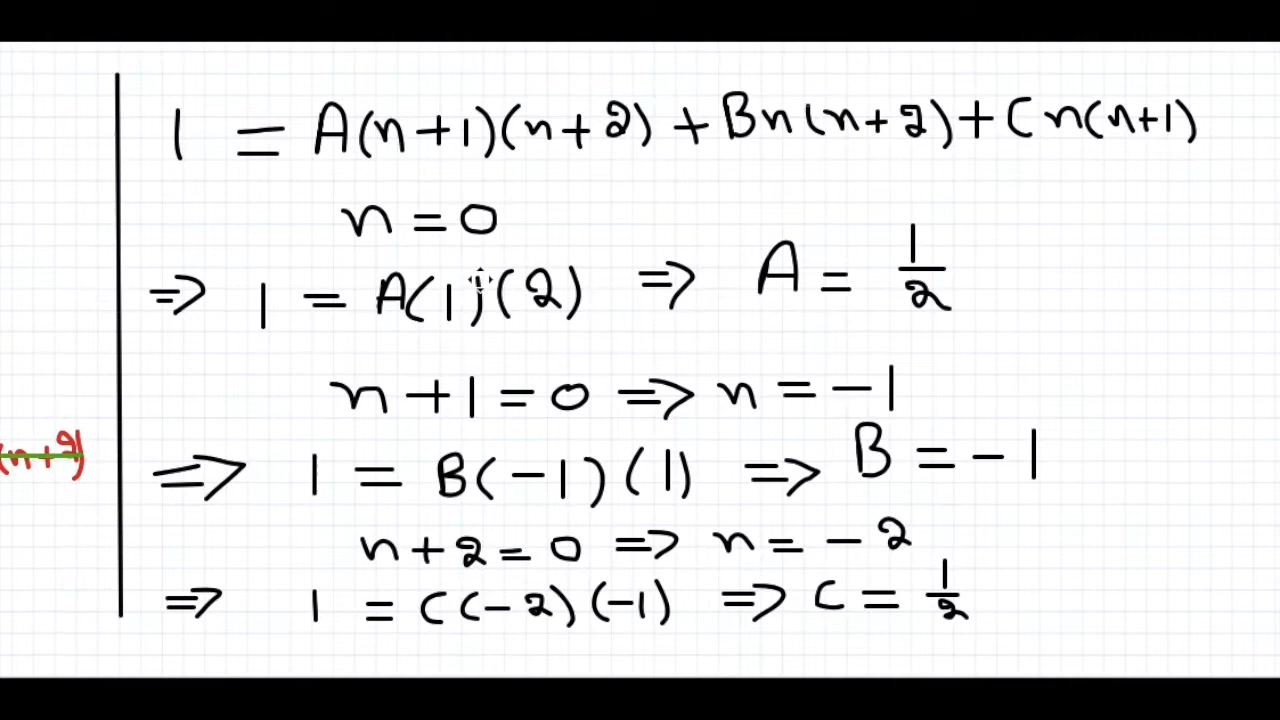 1 = A(n+1)(n+2) + Bn(n+2) + Cn(n+1)
n = 0
⇒ 1 = A(1)(2) ⇒ A = 1/2
n+1 = 0 ⇒ n = -1
⇒ 1 = B(-1)(1) ⇒ B = -1
(n+2)
n+2 = 0 ⇒ n = -2
⇒ 1 = C(-2)(-1) ⇒ C = 1/2